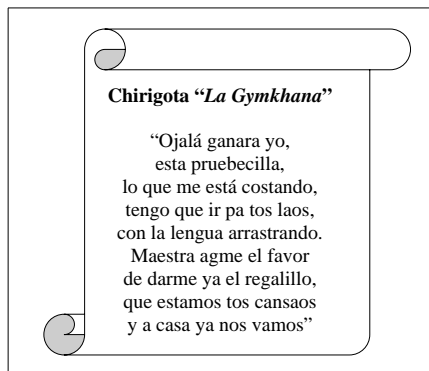 Chirigota “La Gymkhana”
“Ojalá ganara yo,
esta pruebecilla,
lo que me está costando,
tengo que ir pa tos laos,
con la lengua arrastrando.
Maestra agme el favor
de darme ya el regalillo,
que estamos tos cansaos
y a casa ya nos vamos”